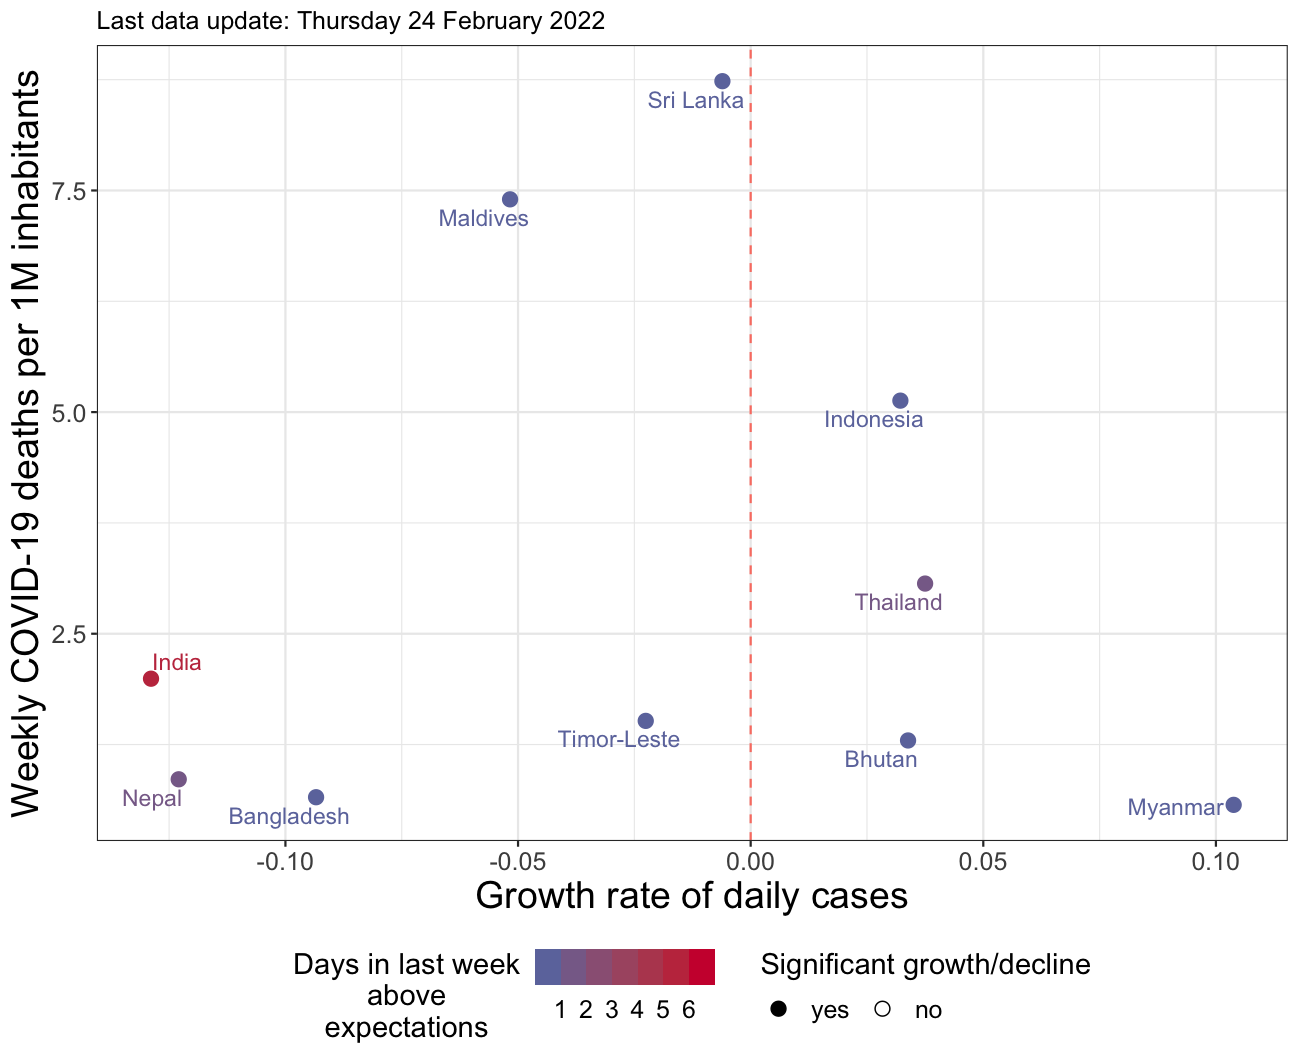 Last data update: Thursday 24 February 2022
Weekly COVID-19 deaths per 1M inhabitants
7.5
5.0
2.5
Sri Lanka
Maldives
Indonesia
Thailand
India
Timor-Leste
Bhutan
Nepal
Bangladesh
Myanmar
-0.10 -0.05 0.00 0.05 0.10
Growth rate of daily cases
Days in last week
above
expectations
1 2 3 4 5 6
Significant growth/decline
yes no